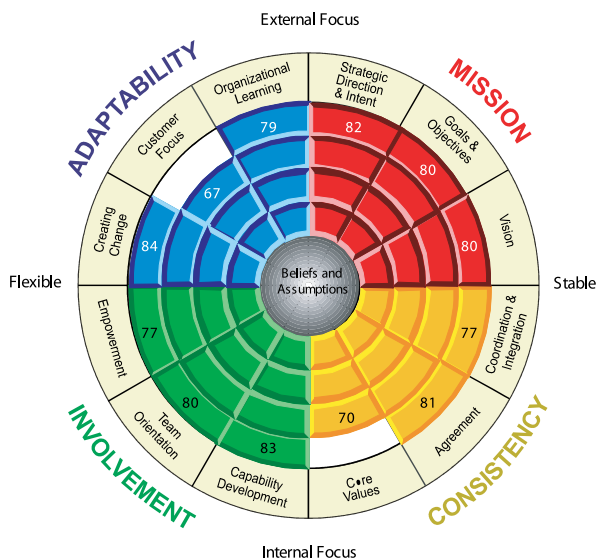 External Focus
ADAPTABILITY
MISSION
Organizational
Learning
Strategic
Direction
& Intent
Customer
Focus
Goals &
Objectives
Creating
Change
Vision
79
82
67
80
84
80
Flexible
Beliefs and
Assumptions
Stable
Empowerment
Coordination &
Integration
77
77
80
81
83
70
Team
Orientation
Agreement
Capability
Development
C•re
Values
INVOLVEMENT
CONSISTENCY
Internal Focus